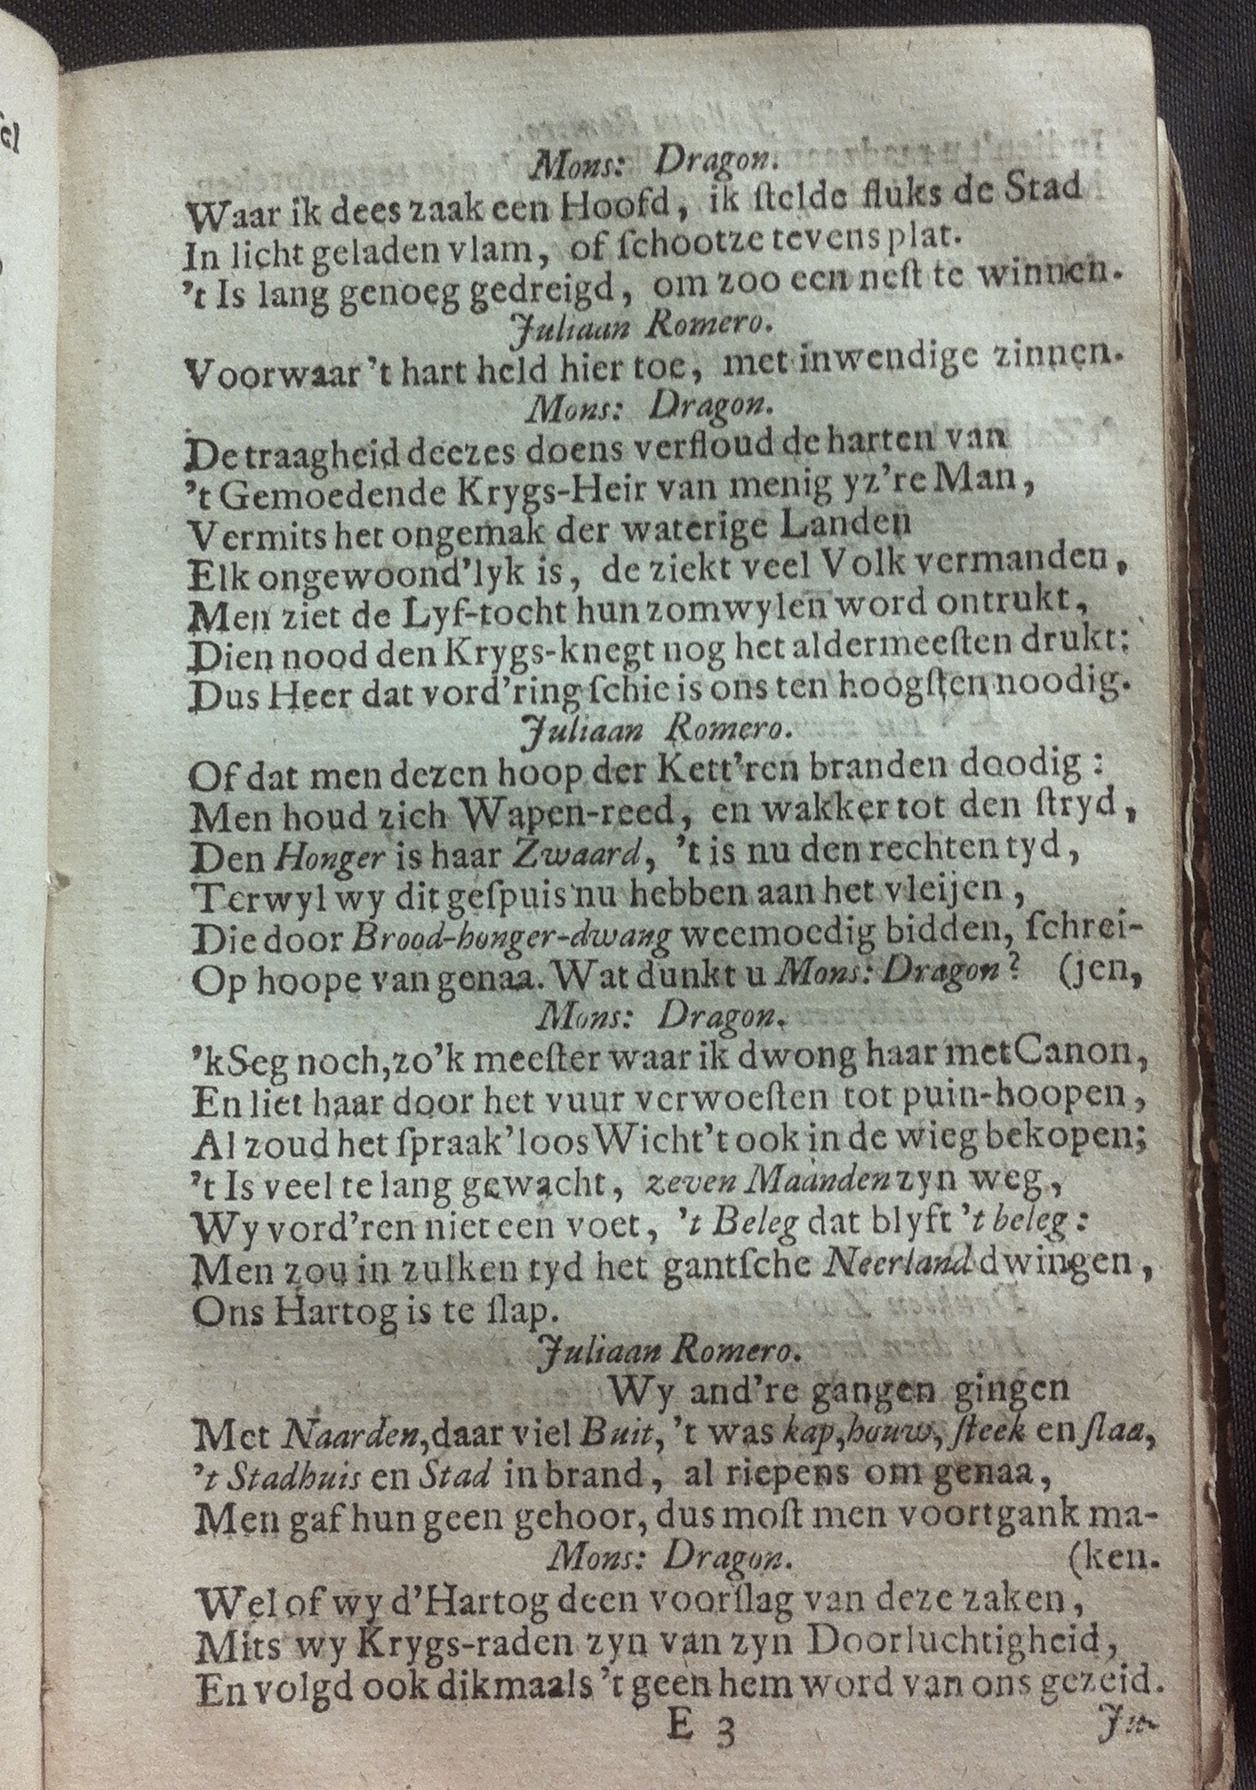 Mons: Dragon.
Waar ik dees zaak een Hoofd, ik ſtelde fluks de Stad
In licht geladen vlam, of ſchootze tevens plat.
't Is lang genoeg gedreigd, om zoo een neſt te winnen.
Juliaan Romero.
Voorwaar 't hart held hier toe, met inwendige zinnen.
Mons: Dragon.
De traagheid deezes doens verfloud de harten van
't Gemoedende Krygs-Heir van menig yz're Man,
Vermits het ongemak der waterige Landen
Elk ongewoond'lyk is, de ziekt veel Volk vermanden,
Men ziet de Lyf-tocht hun zomwylen word ontrukt,
Dien nood den Krygs-knegt nog het aldermeeſten drukt:
Dus Heer dat vord'ring ſchie is ons ten hoogſten noodig.
Juliaan Romero.
Of dat men dezen hoop der Kett'ren branden doodig:
Men houd zich Wapen-reed, en wakker tot den ſtryd,
Den Honger is haar Zwaard, 't is nu den rechten tyd,
Terwyl wy dit geſpuis nu hebben aan het vleijen,
Die door Brood-honger-dwang weemoedig bidden, ſchrei-
Op hoope van genaa. Wat dunkt u Mons: Dragon? (jen,
Mons: Dragon.
'k Seg noch, zo'k meeſter waar ik dwong haar met Canon,
En liet haar door het vuur verwoeſten tot puin-hoopen,
Al zoud het ſpraak'loos Wicht 't ook in de wieg bekopen;
't Is veel te lang gewacht, zeven Maanden zyn weg,
Wy vord'ren niet een voet, 't Beleg dat blyft 't beleg:
Men zou in zulken tyd het gantſche Neerland dwingen,
Ons Hartog is te ſlap.
Juliaan Romero.
Wy and're gangen gingen
Met Naarden, daar viel Buit, 't was kap, houw, ſteek en ſlaa,
't Stadhuis en Stad in brand, al riepens om genaa,
Men gaf hun geen gehoor, dus moſt men voortgank ma-
Mons: Dragon. (ken.
Wel of wy d'Hartog deen voorſlag van deze zaken,
Mits wy Krygs-raden zyn van zyn Doorluchtigheid,
En volgd ook dikmaals 't geen hem word van ons gezeid.
E 3 Ju-